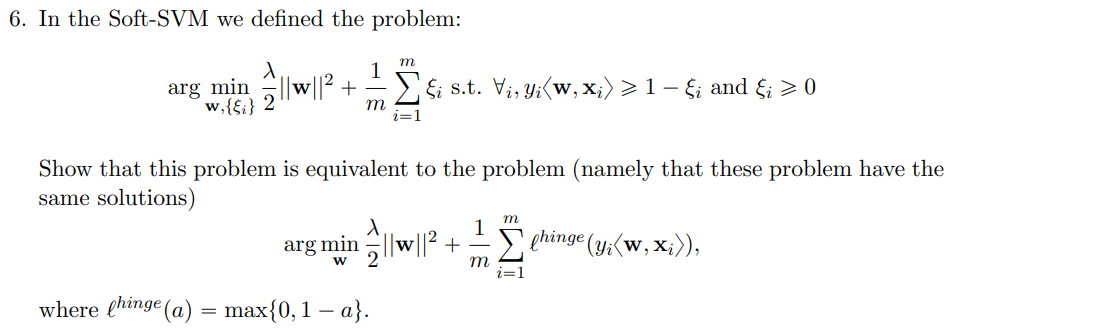 6. In the Soft-SVM we defined the problem:
arg min_{w,{ξ_i}} λ/2 ||w||² + 1/m ∑_{i=1}^{m} ξ_i s.t. ∀_i, y_i⟨w, x_i⟩ ⩾ 1 − ξ_i and ξ_i ⩾ 0
Show that this problem is equivalent to the problem (namely that these problem have the
same solutions)
arg min_w λ/2 ||w||² + 1/m ∑_{i=1}^{m} ℓ^{hinge}(y_i⟨w, x_i⟩),
where ℓ^{hinge}(a) = max{0, 1 − a}.